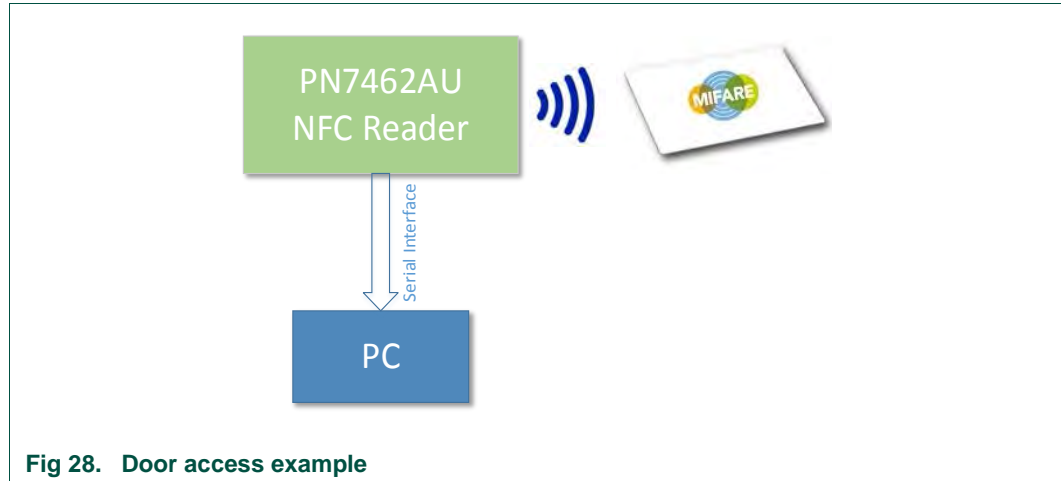 PN7462AU
NFC Reader
MIFARE
Serial Interface
PC
Fig 28. Door access example